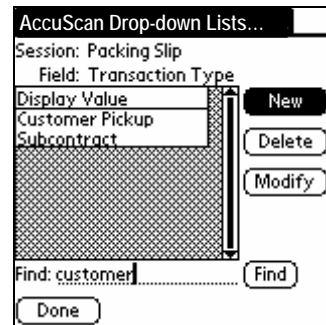 AccuScan Drop-down Lists...
Session: Packing Slip
Field: Transaction Type
Display Value
New
Customer Pickup
Subcontract
Delete
Modify
Find: customer
Find
Done